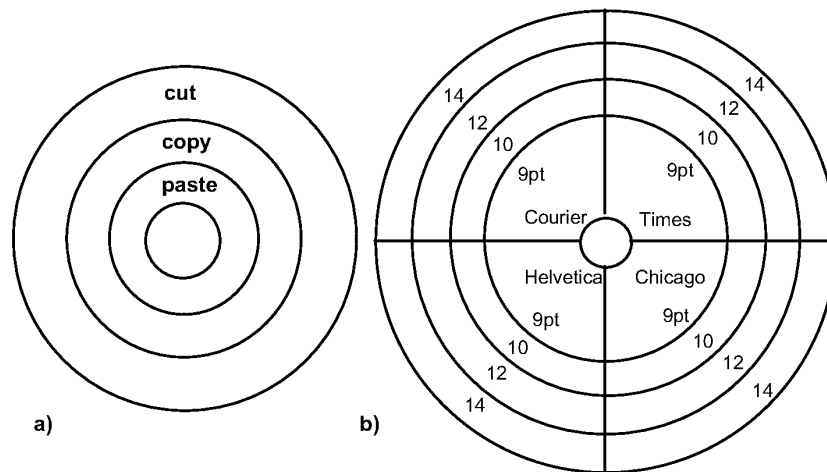 cut
copy
paste
a)
14 14
12 12
10 10
9pt 9pt
Courier Times
Helvetica Chicago
9pt 9pt
10 10
12 12
14 14
b)